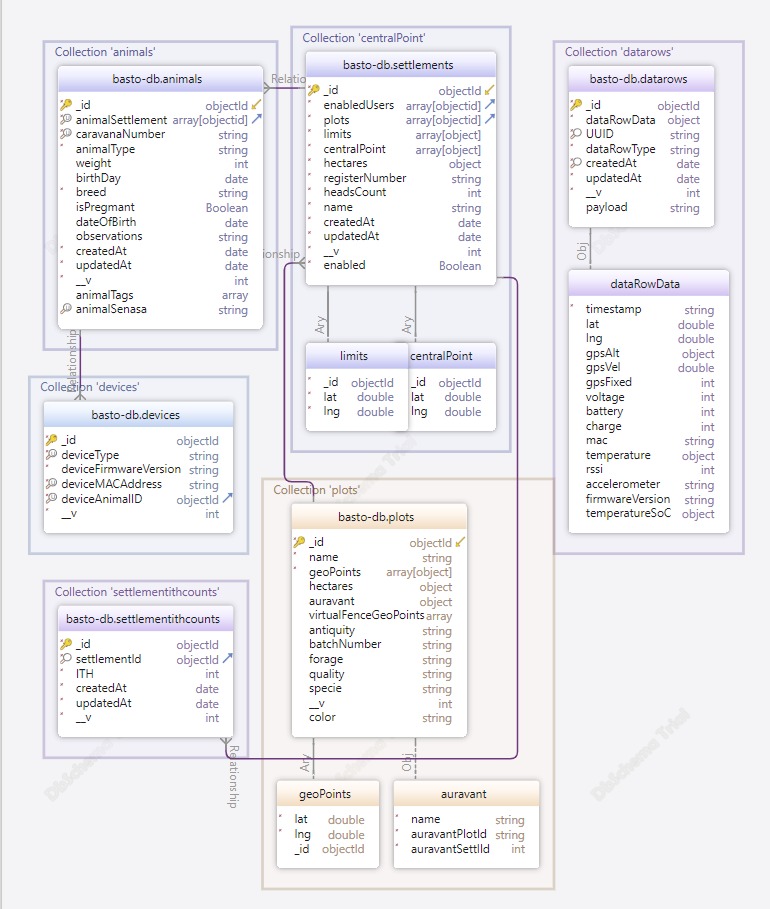 Collection 'animals'
basto-db.animals
_id objectId
animalSettlement array[objectid]
caravanaNumber string
animalType string
weight int
birthDay date
breed string
isPregmant Boolean
dateOfBirth date
observations string
createdAt date
updatedAt date
__v int
animalTags array
animalSenasa string
Relatio
ionship
Relationship
Collection 'centralPoint'
basto-db.settlements
_id objectId
enabledUsers array[objectid]
plots array[objectid]
limits array[object]
centralPoint array[object]
hectares object
registerNumber string
headsCount int
name string
createdAt date
updatedAt date
__v int
enabled Boolean
Ary
Ary
limits
_id objectId
lat double
lng double
centralPoint
_id objectId
lat double
lng double
Collection 'datarows'
basto-db.datarows
_id objectId
dataRowData object
UUID string
dataRowType string
createdAt date
updatedAt date
__v int
payload string
Obj
dataRowData
timestamp string
lat double
lng double
gpsAlt object
gpsVel double
gpsFixed int
voltage int
battery int
charge int
mac string
temperature object
rssi int
accelerometer string
firmwareVersion string
temperatureSoC object
Collection 'devices'
basto-db.devices
_id objectId
deviceType string
deviceFirmwareVersion string
deviceMACAddress string
deviceAnimalID objectId
__v int
Collection 'settlementithcounts'
basto-db.settlementithcounts
_id objectId
settlementId objectId
ITH int
createdAt date
updatedAt date
__v int
Relationship
Collection 'plots'
basto-db.plots
_id objectId
name string
geoPoints array[object]
hectares object
auravant object
virtualFenceGeoPoints array
antiquity string
batchNumber string
forage string
quality string
specie string
__v int
color string
Ary
Obj
geoPoints
lat double
lng double
_id objectId
auravant
name string
auravantPlotId string
auravantSettlId int
DbSchema Trial
DbSchema Trial